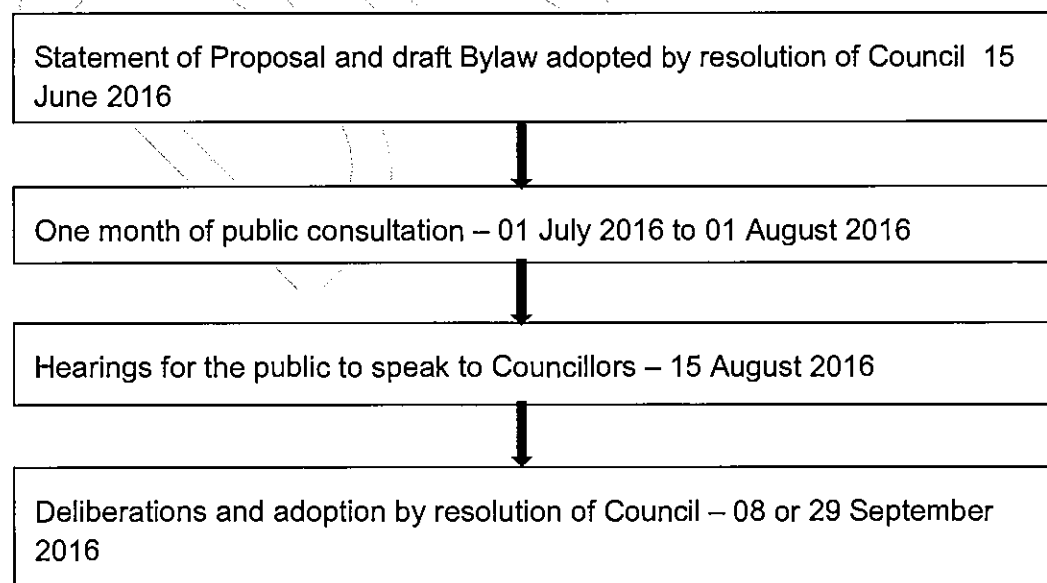 Statement of Proposal and draft Bylaw adopted by resolution of Council 15
June 2016
One month of public consultation – 01 July 2016 to 01 August 2016
Hearings for the public to speak to Councillors – 15 August 2016
Deliberations and adoption by resolution of Council – 08 or 29 September
2016